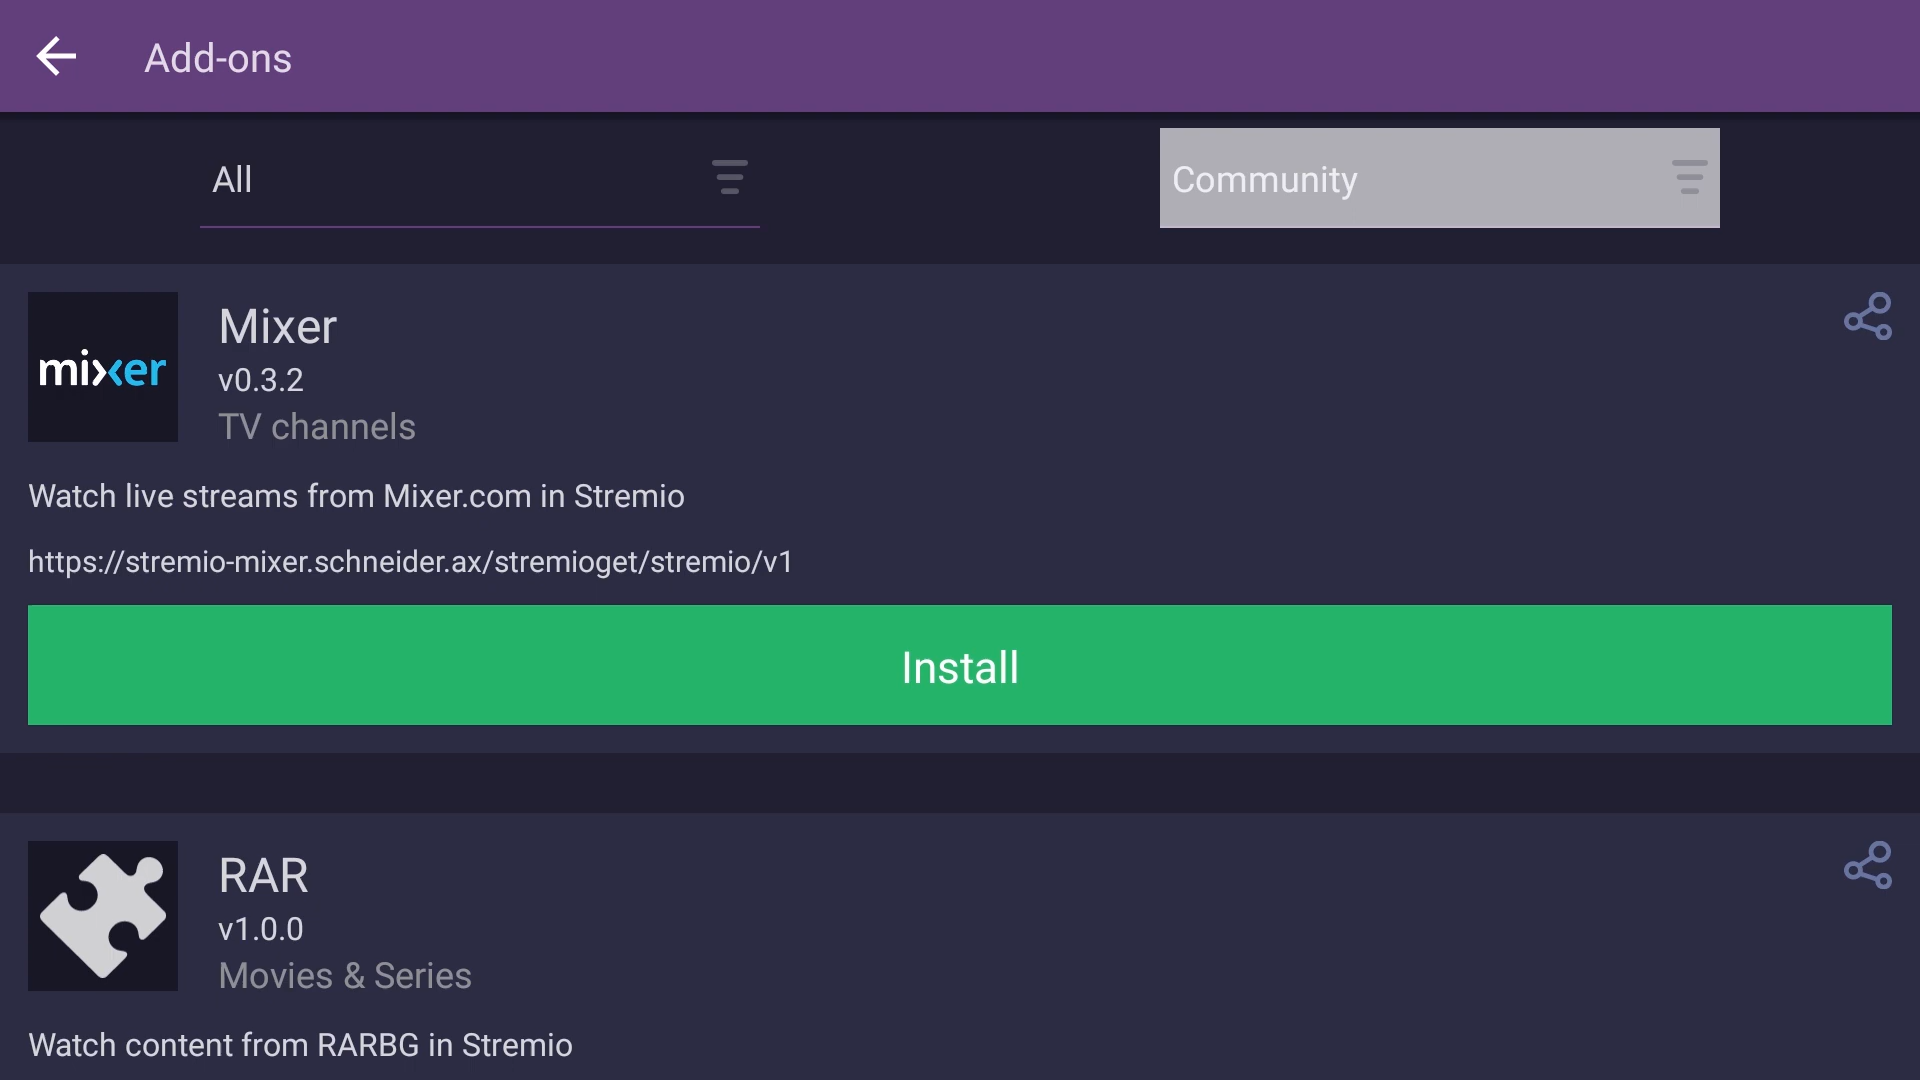 Add-ons
All
Community
mixer
Mixer
v0.3.2
TV channels
Watch live streams from Mixer.com in Stremio
https://stremio-mixer.schneider.ax/stremioget/stremio/v1
Install
RAR
v1.0.0
Movies & Series
Watch content from RARBG in Stremio